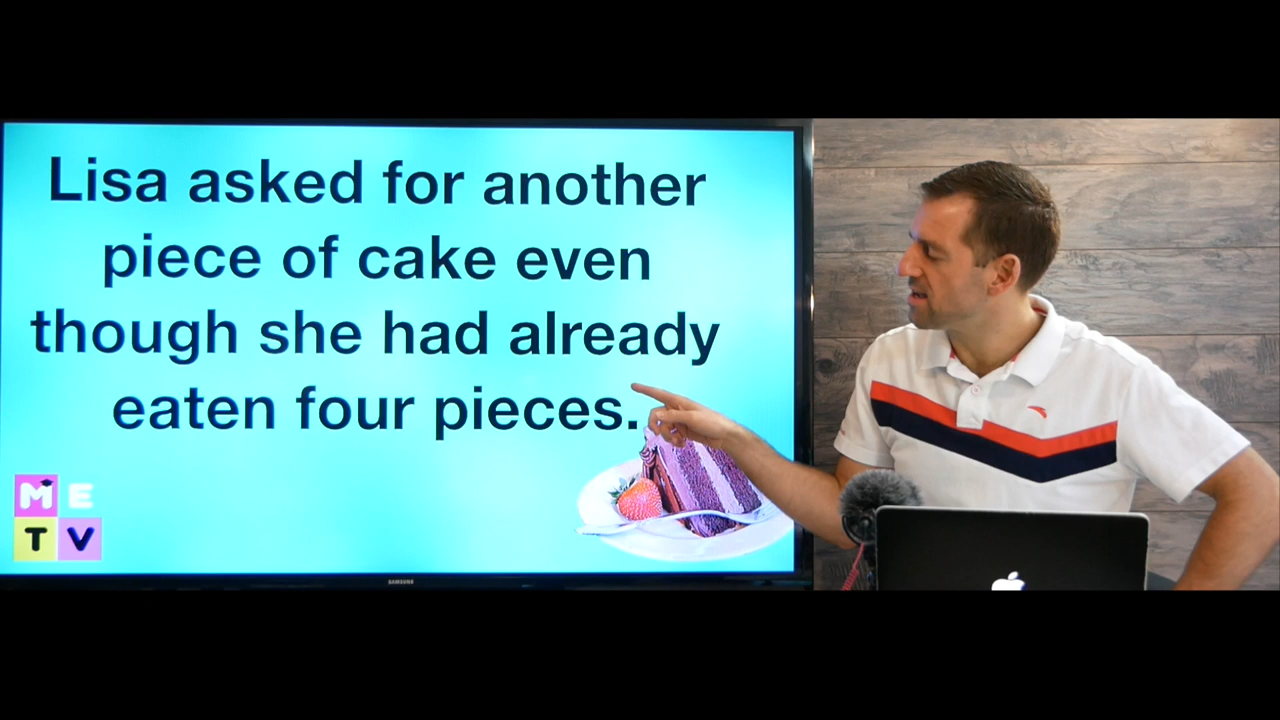 Lisa asked for another
piece of cake even
though she had already
eaten four pieces.
M E
T V
SAMSUNG